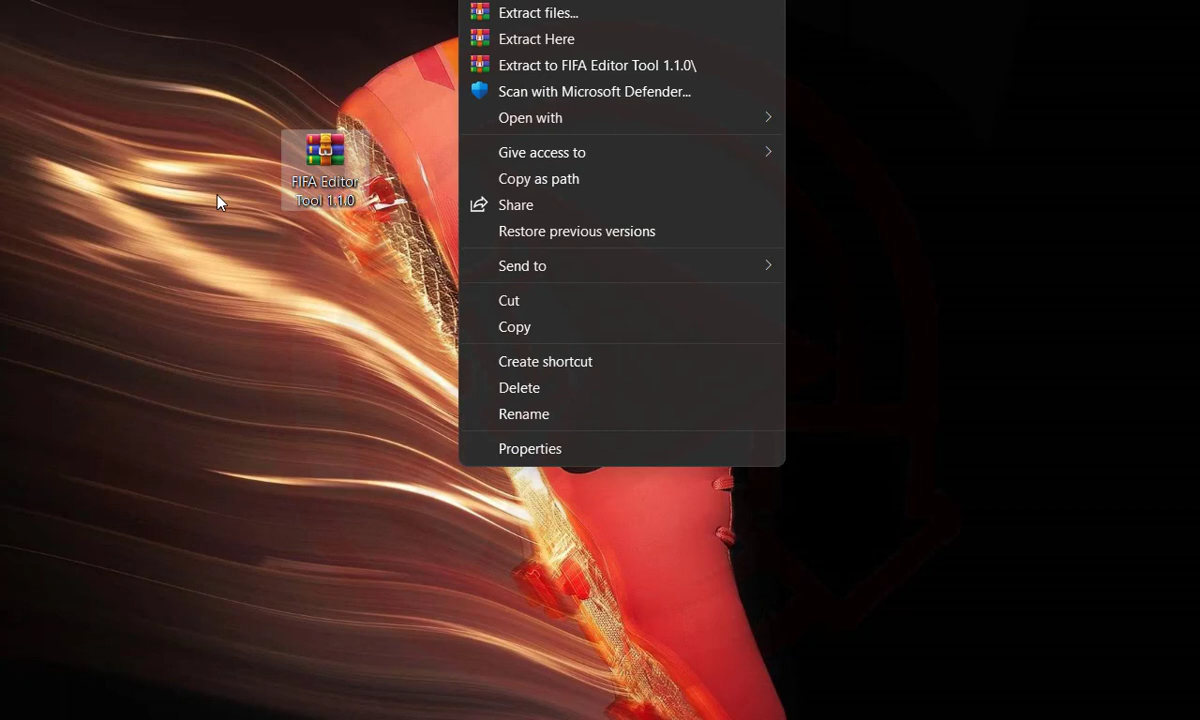 Extract files...
Extract Here
Extract to FIFA Editor Tool 1.1.0\
Scan with Microsoft Defender...
Open with
Give access to
Copy as path
Share
Restore previous versions
Send to
Cut
Copy
Create shortcut
Delete
Rename
Properties
FIFA Editor
Tool 1.1.0